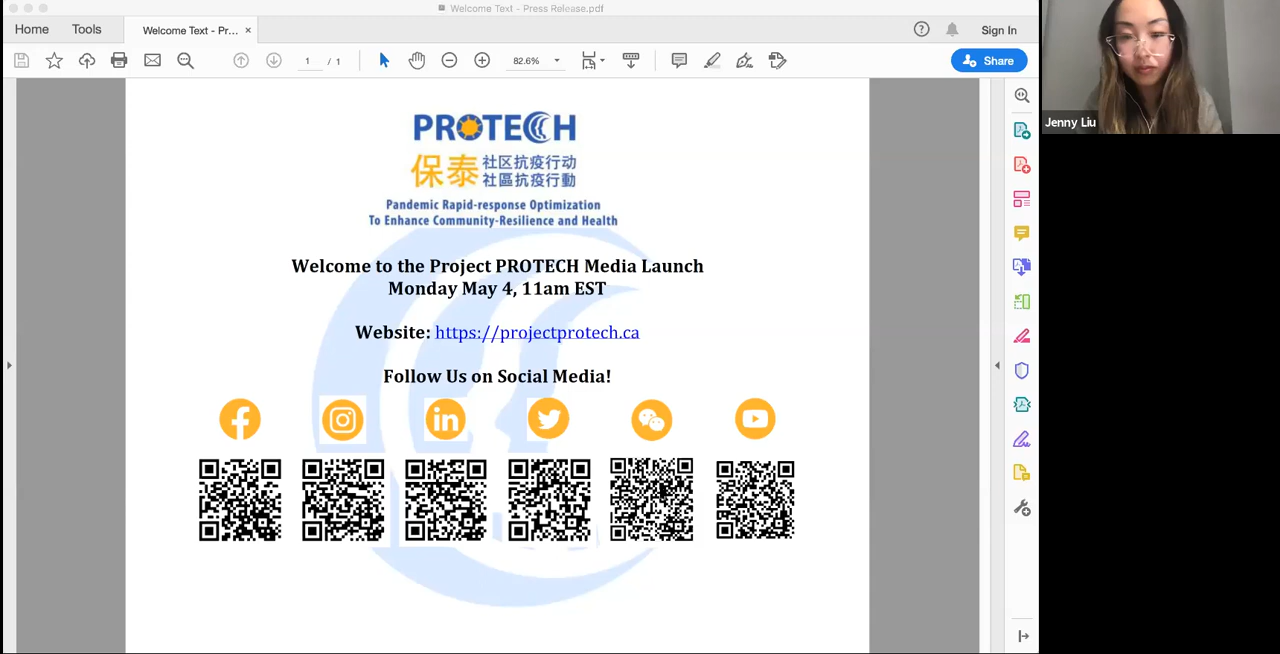 Welcome Text - Press Release.pdf
Home
Tools
Welcome Text - Pr... ×
Sign In
1 / 1
82.6%
Share
Jenny Liu
PROTECH
保泰
社区抗疫行动
社區抗疫行動
Pandemic Rapid-response Optimization
To Enhance Community-Resilience and Health
Welcome to the Project PROTECH Media Launch
Monday May 4, 11am EST
Website: https://projectprotech.ca
Follow Us on Social Media!